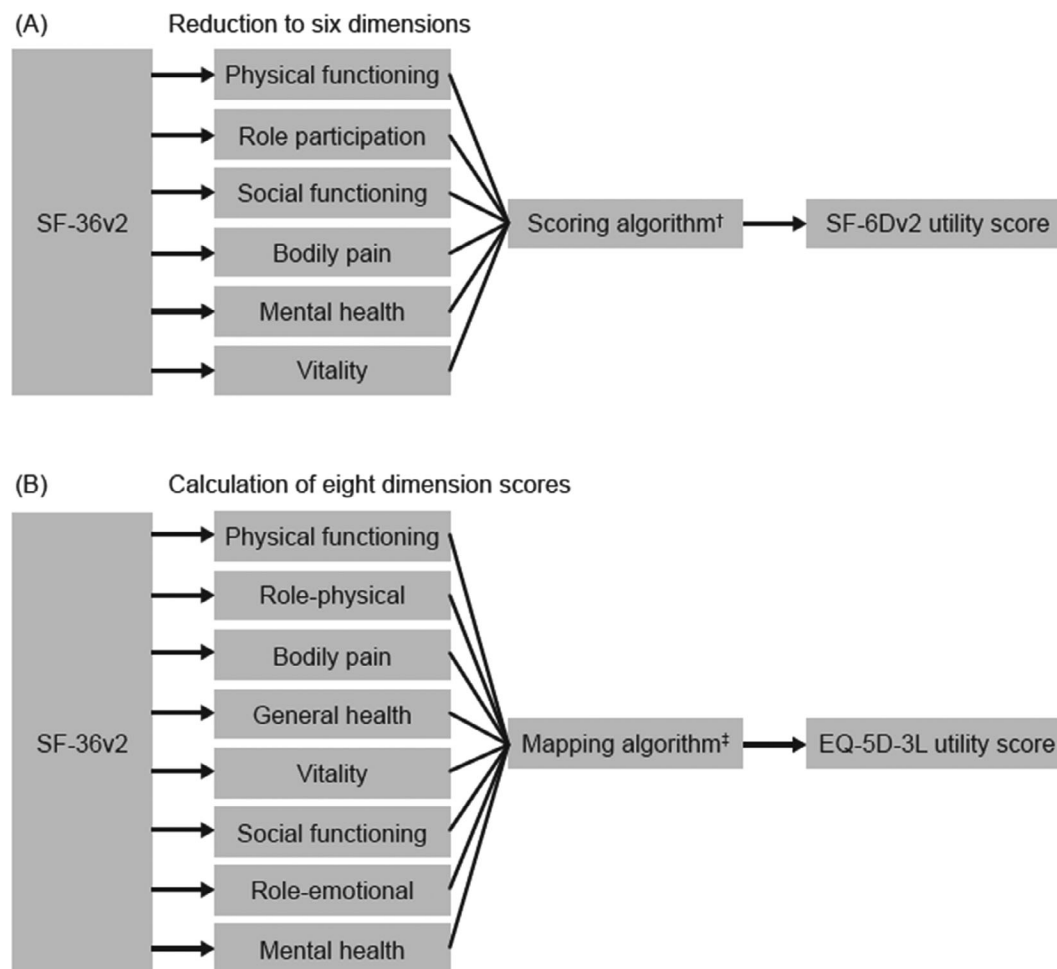 (A) Reduction to six dimensions
SF-36v2
Physical functioning
Role participation
Social functioning
Bodily pain
Mental health
Vitality
Scoring algorithm†
SF-6Dv2 utility score
(B) Calculation of eight dimension scores
SF-36v2
Physical functioning
Role-physical
Bodily pain
General health
Vitality
Social functioning
Role-emotional
Mental health
Mapping algorithm‡
EQ-5D-3L utility score